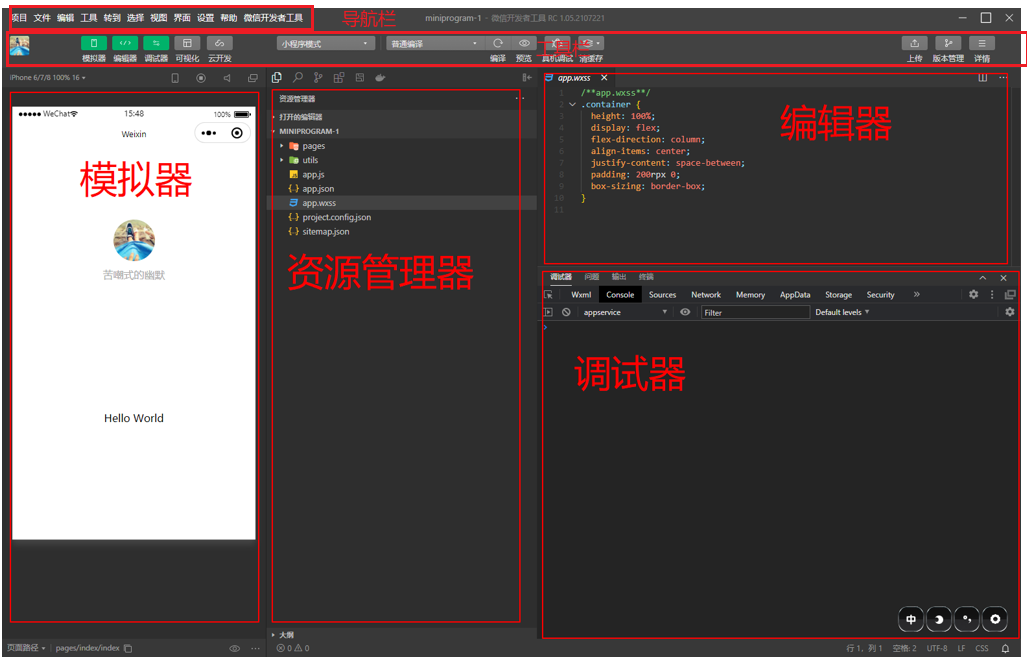 项目 文件 编辑 工具 转到 选择 视图 界面 设置 帮助 微信开发者工具
导航栏
miniprogram-1 - 微信开发者工具 RC 1.05.2107221
模拟器 编辑器 调试器 可视化 云开发
小程序模式
普通编译
编译 预览 真机调试 清缓存
上传 版本管理 详情
iPhone 6/7/8 100% 16
WeChat
15:48
100%
Weixin
模拟器
苦嘲式的幽默
Hello World
页面路径
pages/index/index
资源管理器
打开的编辑器
MINIPROGRAM-1
pages
utils
app.js
app.json
app.wxss
project.config.json
sitemap.json
资源管理器
大纲
0 0
app.wxss
1 /**app.wxss**/
2 .container {
3 height: 100%;
4 display: flex;
5 flex-direction: column;
6 align-items: center;
7 justify-content: space-between;
8 padding: 200rpx 0;
9 box-sizing: border-box;
10 }
11
编辑器
调试器 问题 输出 终端
Wxml Console Sources Network Memory AppData Storage Security
appservice
Filter
Default levels
调试器
中
行 1，列 1 空格: 2 UTF-8 LF CSS